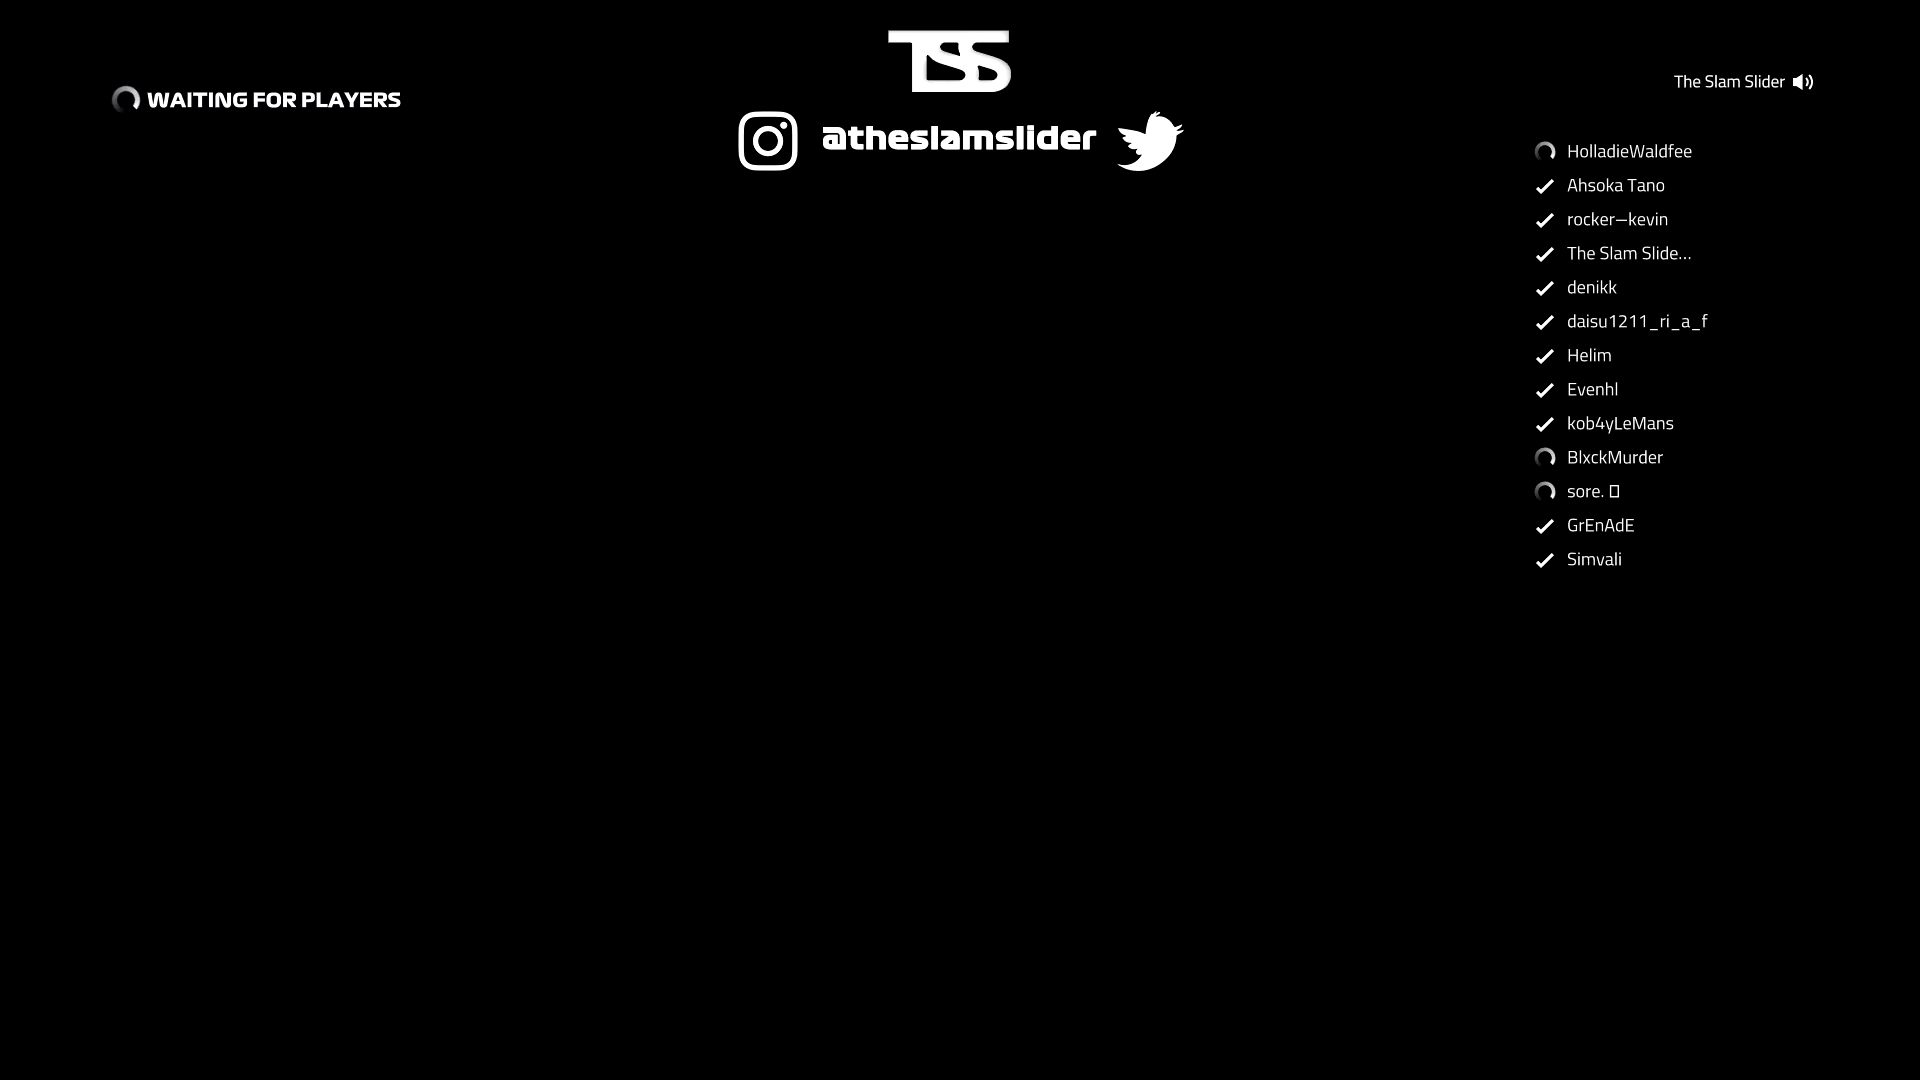 TSS
WAITING FOR PLAYERS
@theslamslider
The Slam Slider
HolladieWaldfee
Ahsoka Tano
rocker—kevin
The Slam Slide...
denikk
daisu1211_ri_a_f
Helim
Evenhl
kob4yLeMans
BlxckMurder
sore. 
GrEnAdE
Simvali